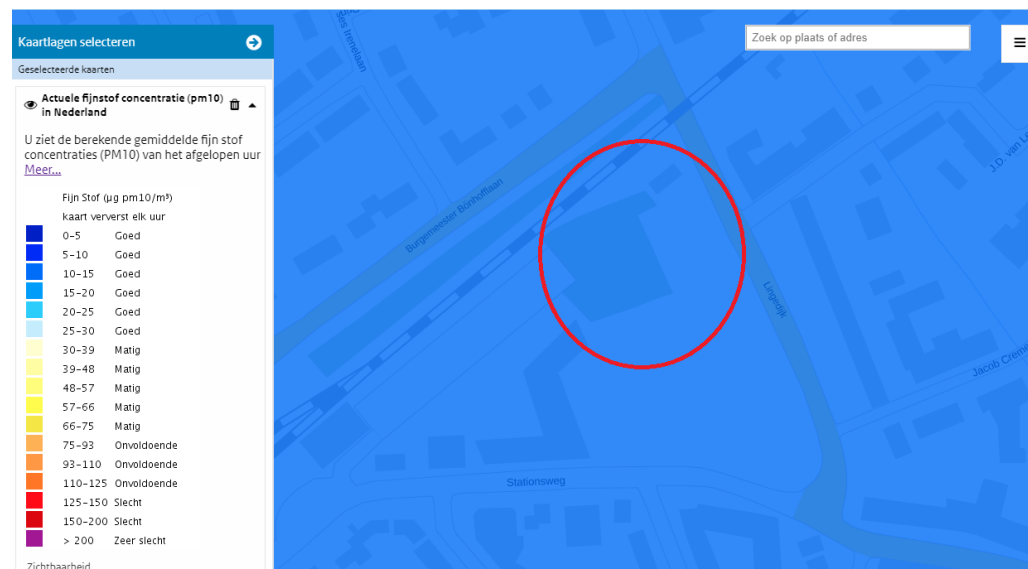 Kaartlagen selecteren
Geselecteerde kaarten
Actuele fijnstof concentratie (pm10)
in Nederland
U ziet de berekende gemiddelde fijn stof
concentraties (PM10) van het afgelopen uur
Meer...
Fijn Stof (µg pm10/m³)
kaart ververst elk uur
0-5 Goed
5-10 Goed
10-15 Goed
15-20 Goed
20-25 Goed
25-30 Goed
30-39 Matig
39-48 Matig
48-57 Matig
57-66 Matig
66-75 Matig
75-93 Onvoldoende
93-110 Onvoldoende
110-125 Onvoldoende
125-150 Slecht
150-200 Slecht
> 200 Zeer slecht
Zichtbaarheid
Zoek op plaats of adres
Burgemeester Bonhofflaan
Lingedijk
Stationsweg
J.D. van
Jacob